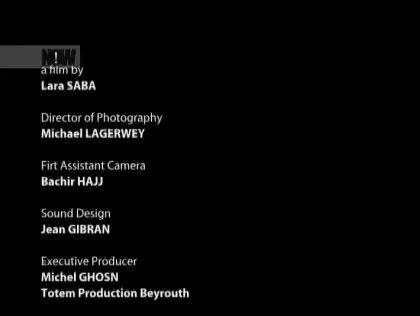 NOW!
a film by
Lara SABA
Director of Photography
Michael LAGERWEY
Firt Assistant Camera
Bachir HAJJ
Sound Design
Jean GIBRAN
Executive Producer
Michel GHOSN
Totem Production Beyrouth